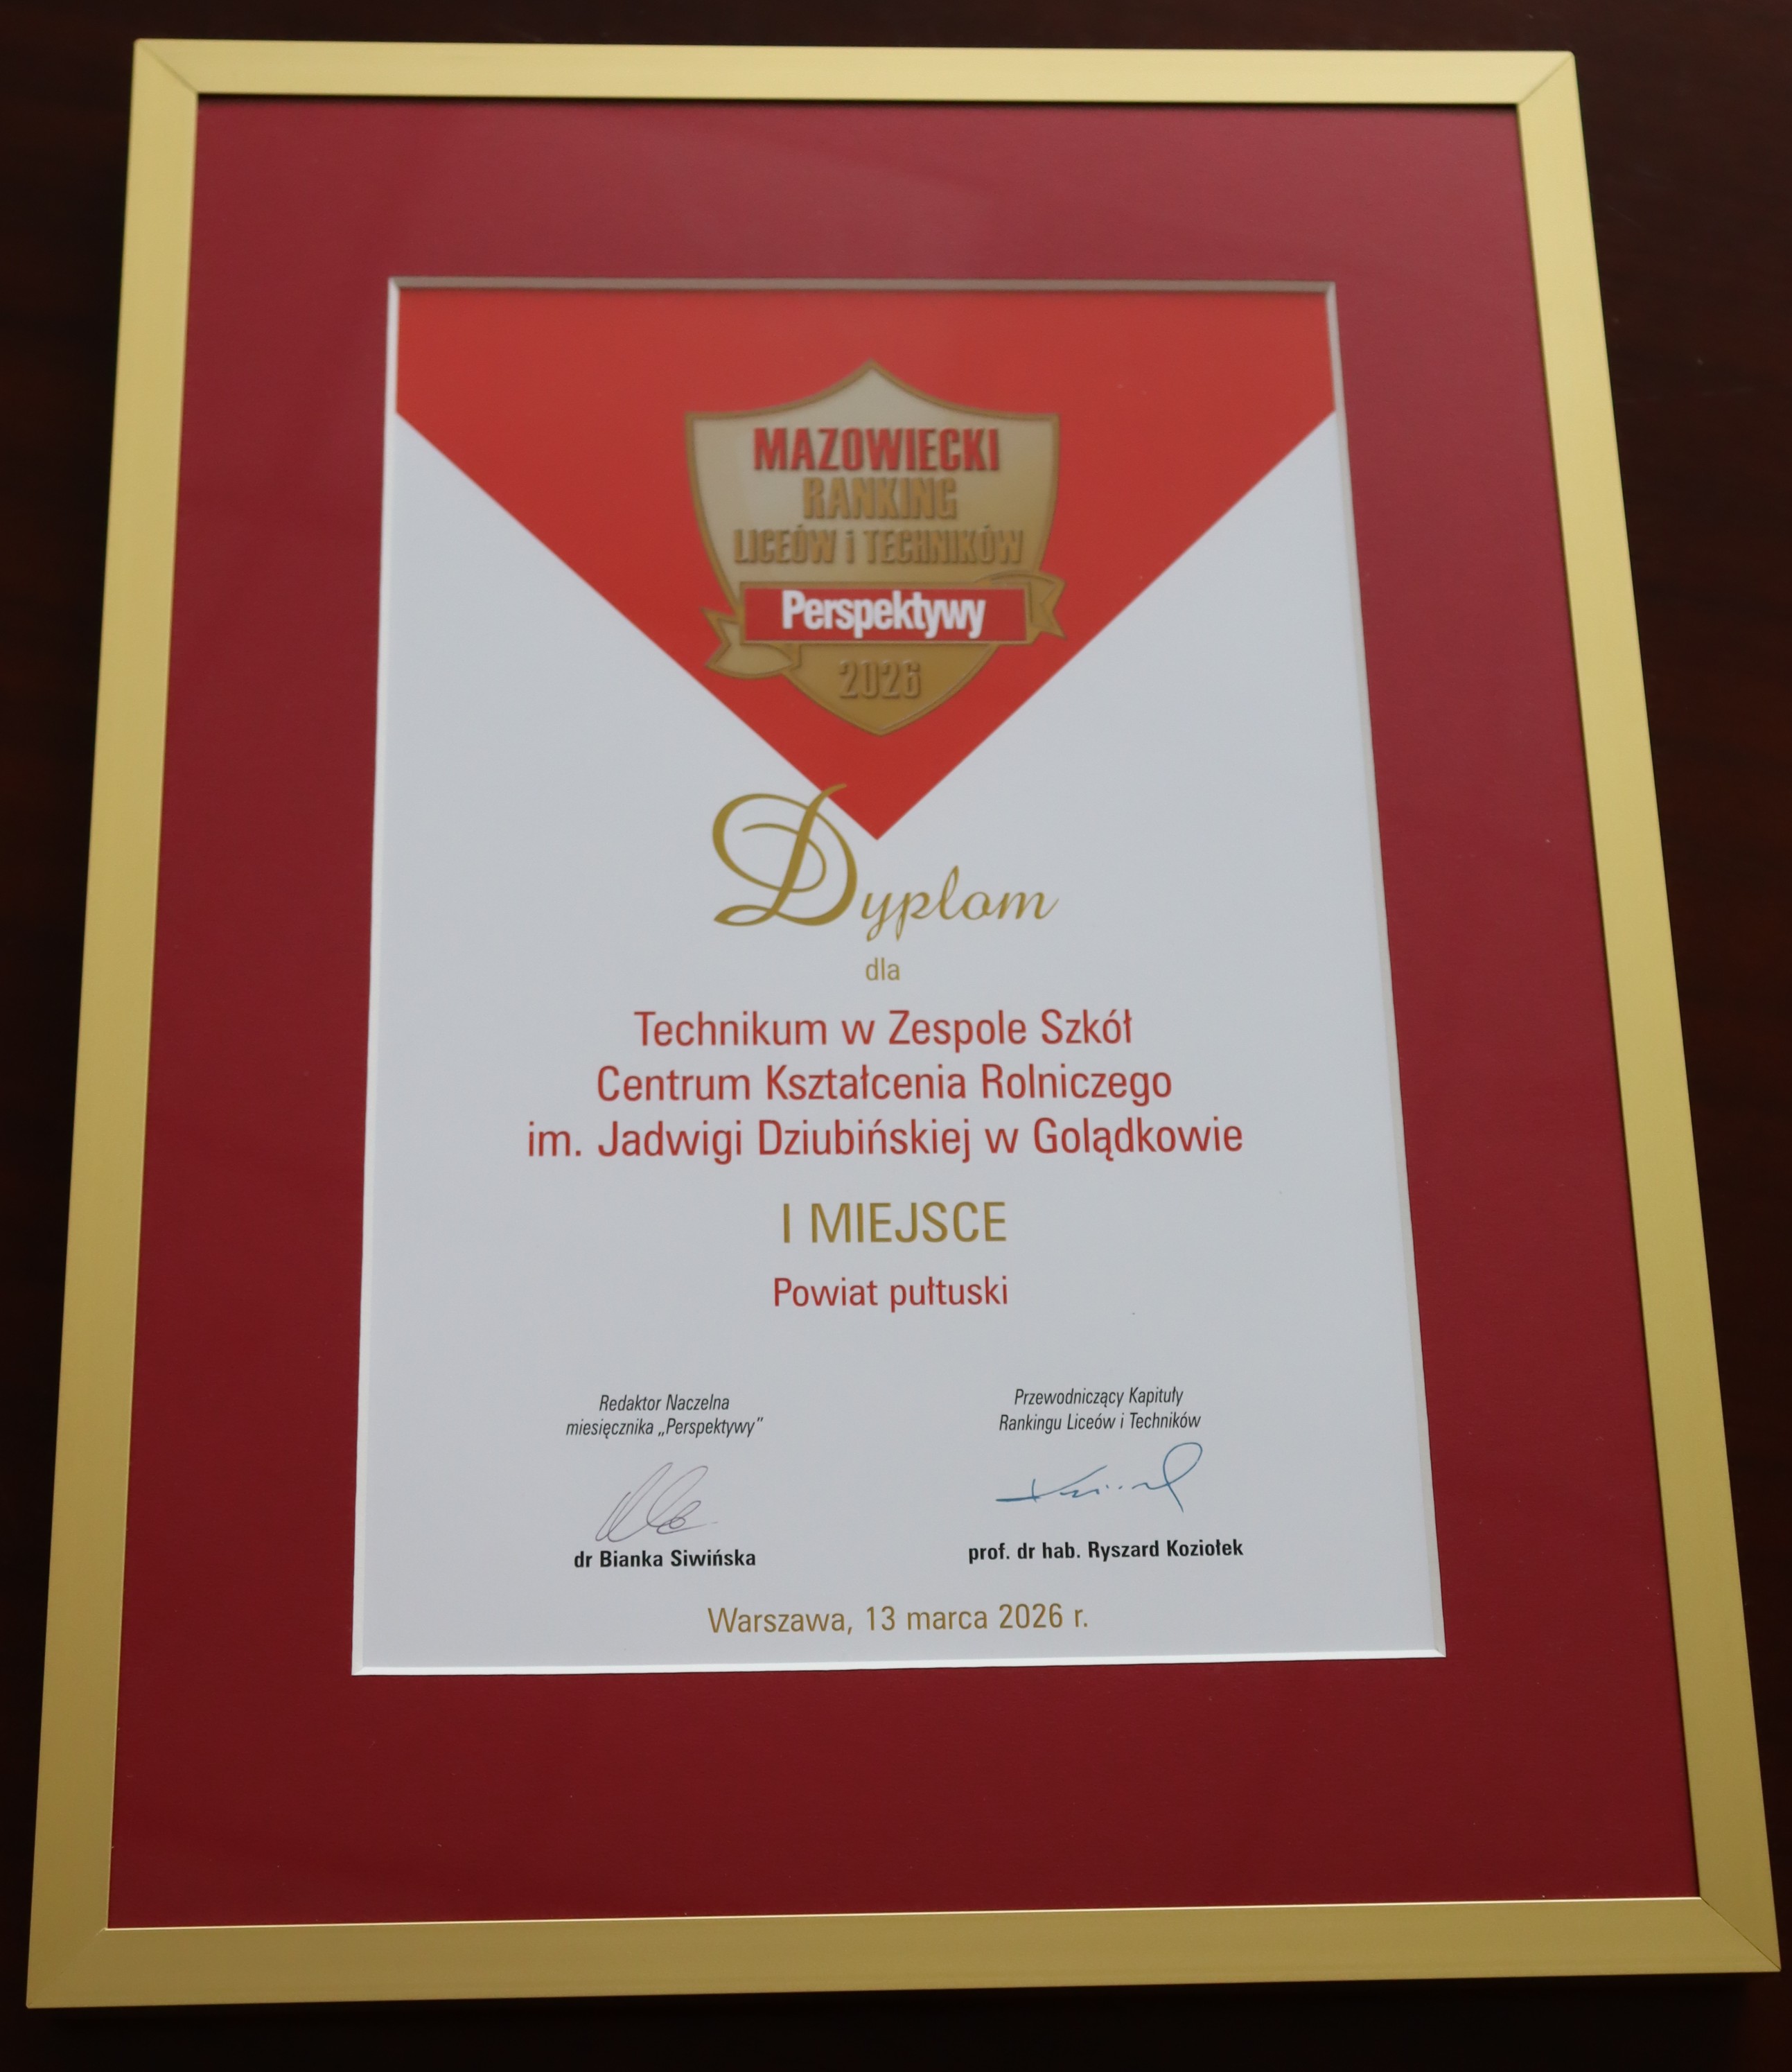 MAZOWIECKI
RANKING
LICEÓW i TECHNIKÓW
Perspektywy
2026
Dyplom
dla
Technikum w Zespole Szkół
Centrum Kształcenia Rolniczego
im. Jadwigi Dziubińskiej w Golądkowie
I MIEJSCE
Powiat pułtuski
Redaktor Naczelna
miesięcznika „Perspektywy”
dr Bianka Siwińska
Przewodniczący Kapituły
Rankingu Liceów i Techników
prof. dr hab. Ryszard Koziołek
Warszawa, 13 marca 2026 r.